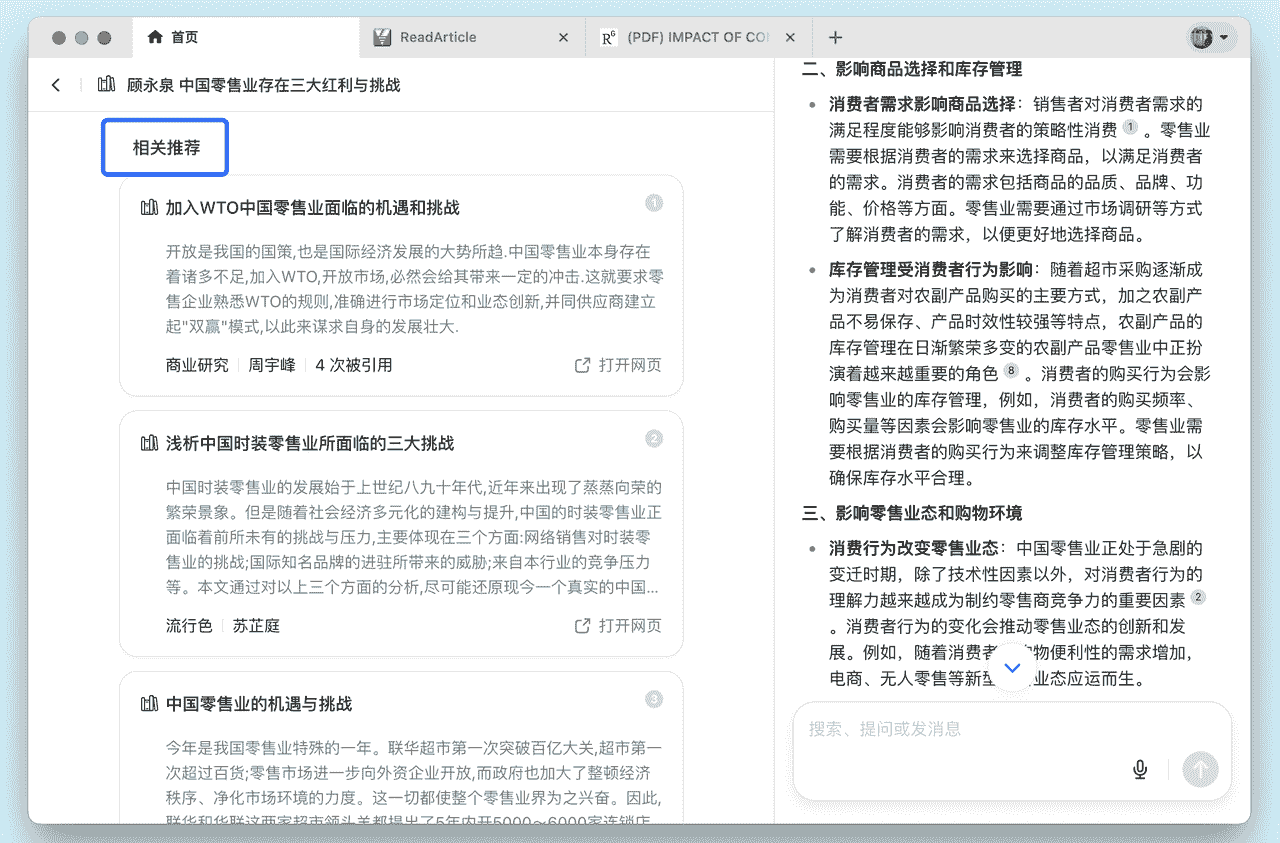 首页
ReadArticle
(PDF) IMPACT OF CO
顾永泉 中国零售业存在三大红利与挑战
相关推荐
加入WTO中国零售业面临的机遇和挑战
1
开放是我国的国策,也是国际经济发展的大势所趋.中国零售业本身存在
着诸多不足,加入WTO,开放市场,必然会给其带来一定的冲击.这就要求零
售企业熟悉WTO的规则,准确进行市场定位和业态创新,并同供应商建立
起"双赢"模式,以此来谋求自身的发展壮大.
商业研究 周宇峰 4 次被引用 打开网页
浅析中国时装零售业所面临的三大挑战
2
中国时装零售业的发展始于上世纪八九十年代,近年来出现了蒸蒸向荣的
繁荣景象。但是随着社会经济多元化的建构与提升,中国的时装零售业正
面临着前所未有的挑战与压力,主要体现在三个方面:网络销售对时装零
售业的挑战;国际知名品牌的进驻所带来的威胁;来自本行业的竞争压力
等。本文通过对以上三个方面的分析,尽可能还原现今一个真实的中国...
流行色 苏芷庭 打开网页
中国零售业的机遇与挑战
3
今年是我国零售业特殊的一年。联华超市第一次突破百亿大关,超市第一
次超过百货;零售市场进一步向外资企业开放,而政府也加大了整顿经济
秩序、净化市场环境的力度。这一切都使整个零售业界为之兴奋。因此,
联华和华联这两家超市领头羊都提出了5年内开5000～6000家连锁店
二、影响商品选择和库存管理
消费者需求影响商品选择：销售者对消费者需求的
满足程度能够影响消费者的策略性消费 1 。零售业
需要根据消费者的需求来选择商品，以满足消费者
的需求。消费者的需求包括商品的品质、品牌、功
能、价格等方面。零售业需要通过市场调研等方式
了解消费者的需求，以便更好地选择商品。
库存管理受消费者行为影响：随着超市采购逐渐成
为消费者对农副产品购买的主要方式，加之农副产
品不易保存、产品时效性较强等特点，农副产品的
库存管理在日渐繁荣多变的农副产品零售业中正扮
演着越来越重要的角色 8 。消费者的购买行为会影
响零售业的库存管理，例如，消费者的购买频率、
购买量等因素会影响零售业的库存水平。零售业需
要根据消费者的购买行为来调整库存管理策略，以
确保库存水平合理。
三、影响零售业态和购物环境
消费行为改变零售业态：中国零售业正处于急剧的
变迁时期，除了技术性因素以外，对消费者行为的
理解力越来越成为制约零售商竞争力的重要因素 2
。消费者行为的变化会推动零售业态的创新和发
展。例如，随着消费者 物便利性的需求增加，
电商、无人零售等新型 业态应运而生。
搜索、提问或发消息